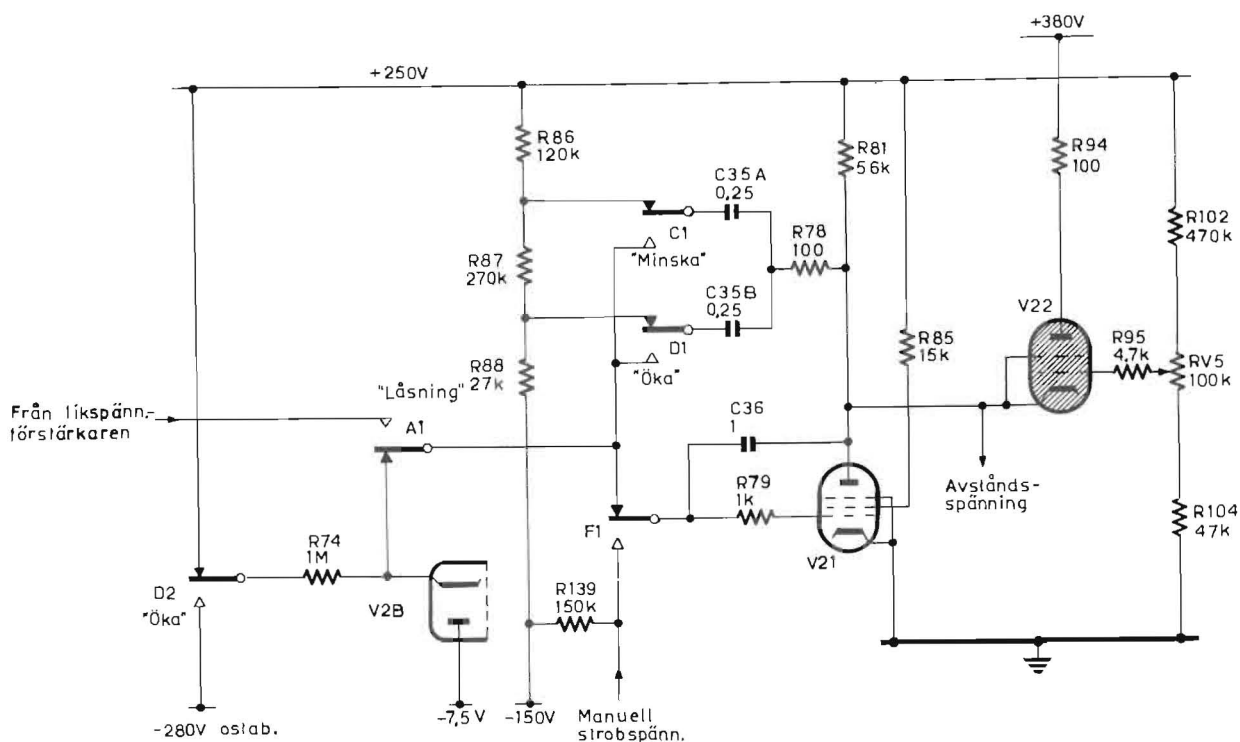 +380V
+250V
R86
120k
R81
56k
R94
100
C35A
0,25
C1
"Minska"
R78
100
R102
470k
R87
270k
C35B
0,25
D1
"Öka"
V22
R85
15k
R95
4,7k
RV5
100k
R88
27k
"Låsning"
Från likspänn.-
förstärkaren
A1
C36
1
R79
1k
Avstånds-
spänning
F1
V21
R104
47k
R74
1M
D2
"Öka"
V2B
R139
150k
-280V ostab.
-7,5 V
-150V
Manuell
strobspänn.